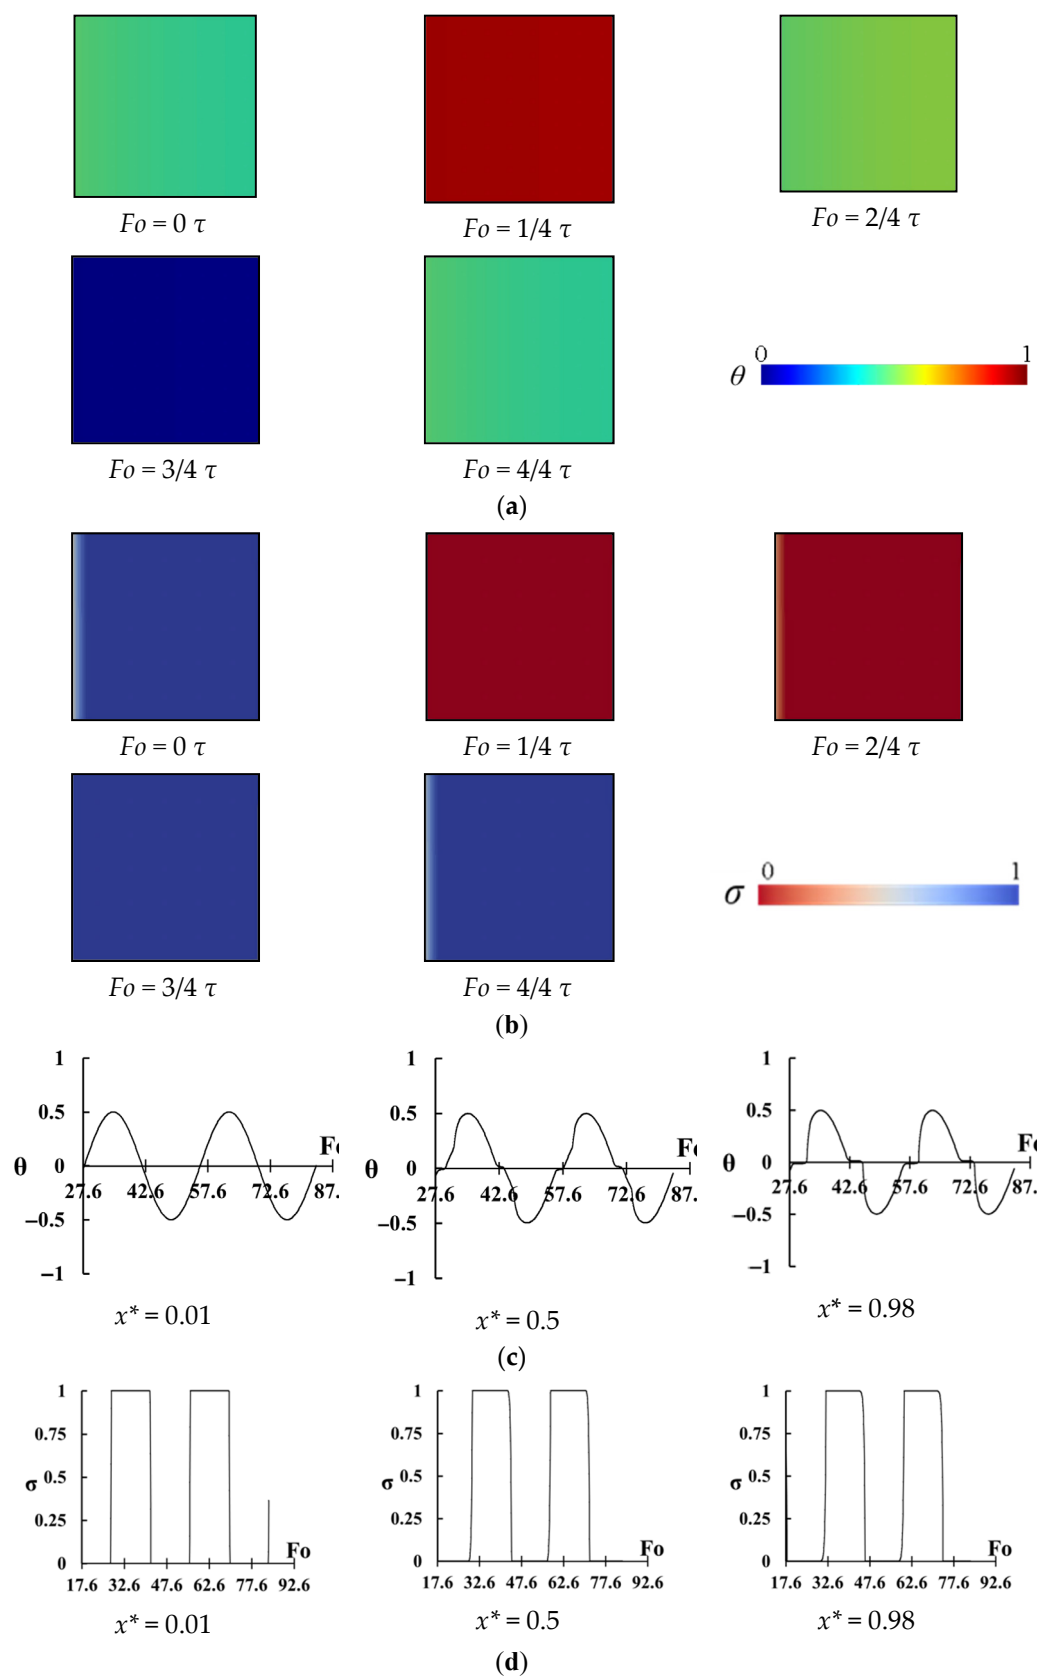 Fo = 0 τ
Fo = 1/4 τ
Fo = 2/4 τ
Fo = 3/4 τ
Fo = 4/4 τ
θ
0 1
(a)
Fo = 0 τ
Fo = 1/4 τ
Fo = 2/4 τ
Fo = 3/4 τ
Fo = 4/4 τ
σ
0 1
(b)
1
0.5
θ 0
−0.5
−1
27.6 42.6 57.6 72.6 87.
Fo
x* = 0.01
1
0.5
θ 0
−0.5
−1
27.6 42.6 57.6 72.6 87.
Fo
x* = 0.5
1
0.5
θ 0
−0.5
−1
27.6 42.6 57.6 72.6 87.
Fo
x* = 0.98
(c)
1
0.75
σ 0.5
0.25
0
Fo
17.6 32.6 47.6 62.6 77.6 92.6
x* = 0.01
1
0.75
σ 0.5
0.25
0
Fo
17.6 32.6 47.6 62.6 77.6 92.6
x* = 0.5
1
0.75
σ 0.5
0.25
0
Fo
17.6 32.6 47.6 62.6 77.6 92.6
x* = 0.98
(d)